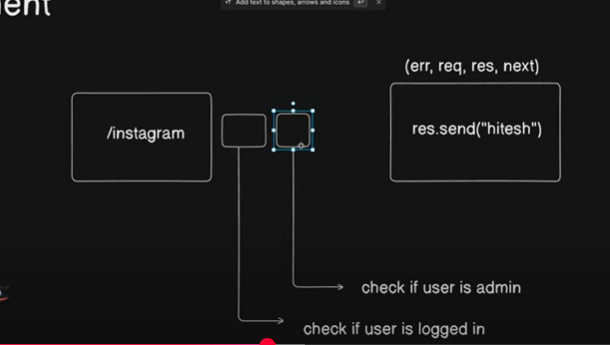 ent
Add text to shapes, arrows and icons
(err, req, res, next)
/instagram
res.send("hitesh")
check if user is admin
check if user is logged in